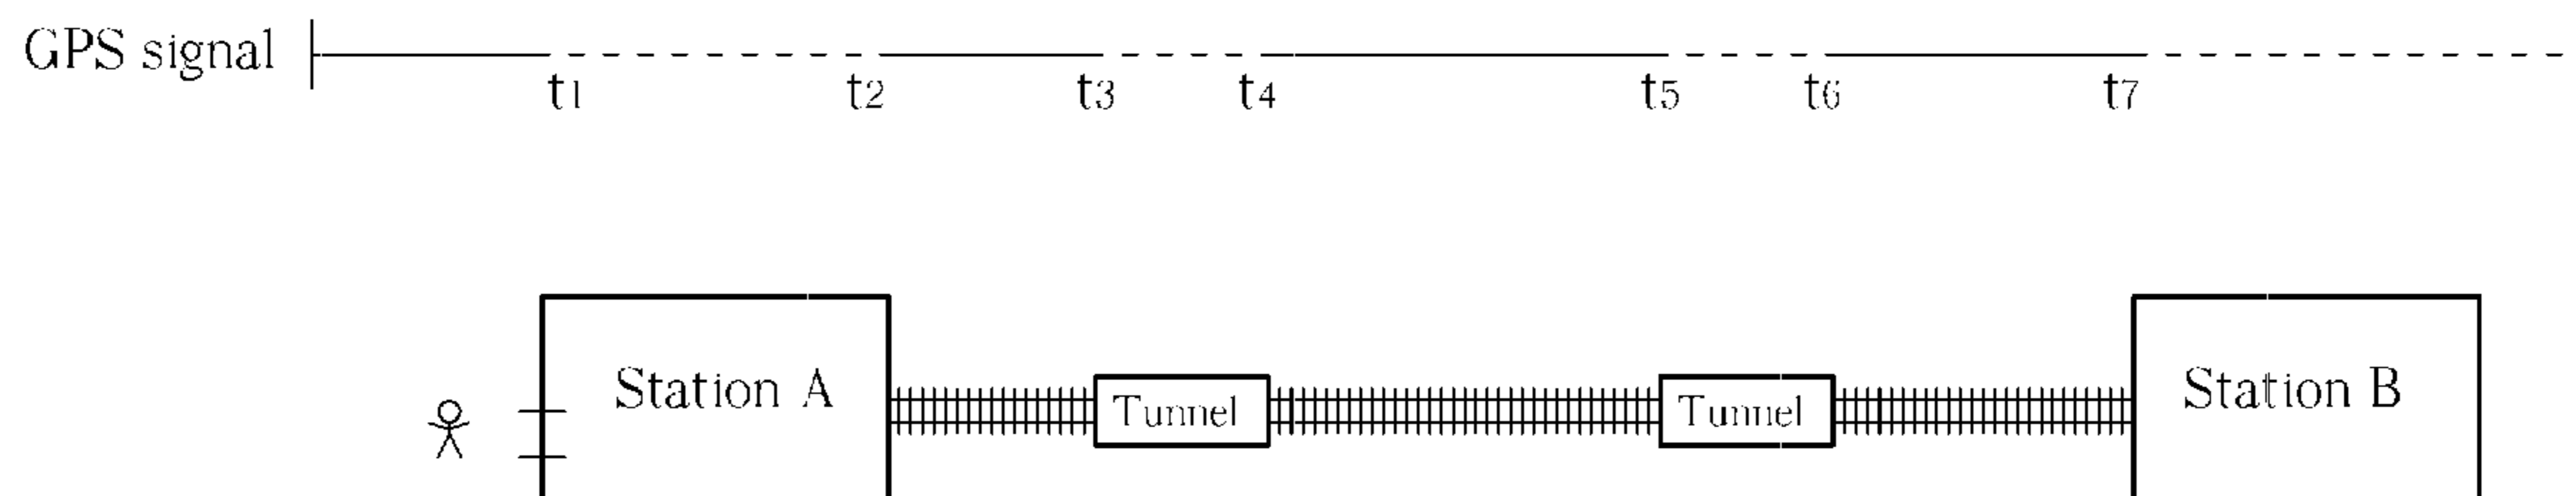 GPS signal
t1 t2 t3 t4 t5 t6 t7
Station A Tunnel Tunnel Station B